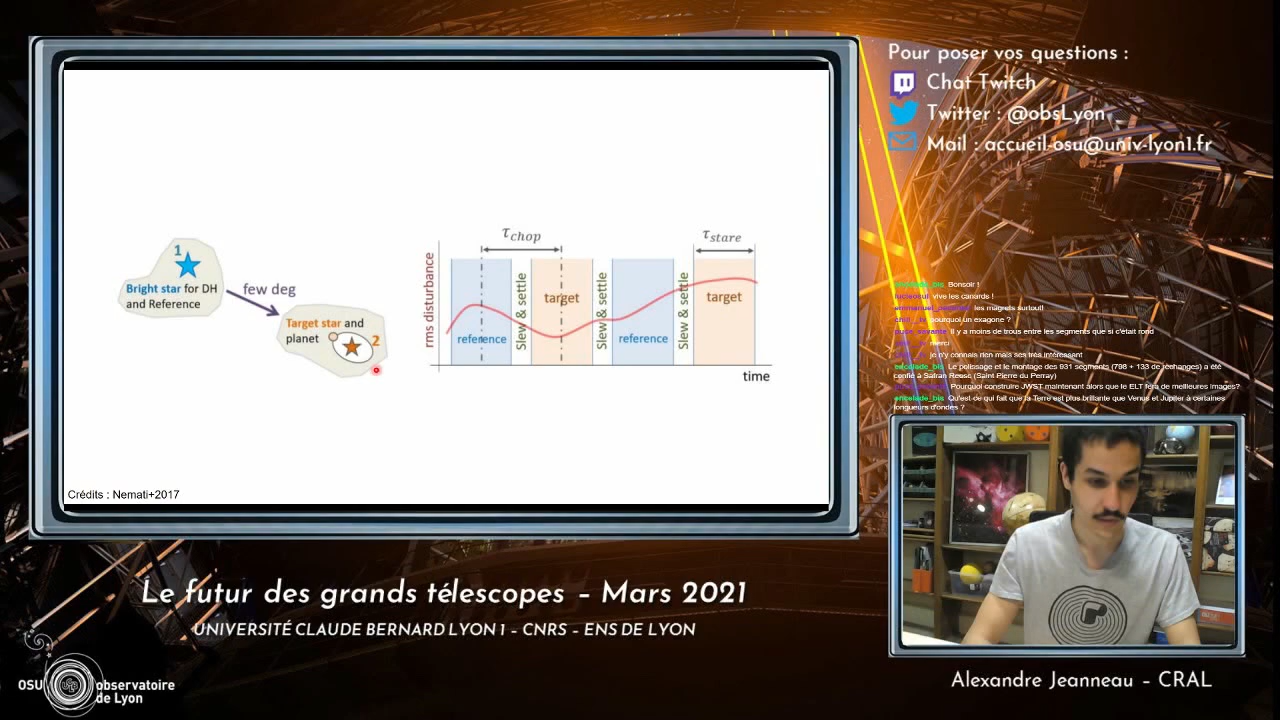 Pour poser vos questions :
Chat Twitch
Twitter : @obsLyon
Mail : accueil-osu@univ-lyon1.fr
1
Bright star for DH
and Reference
few deg
Target star and
planet
2
rms disturbance
τchop
τstare
reference
Slew & settle
target
Slew & settle
reference
Slew & settle
target
time
Crédits : Nemati+2017
encelade_bis Bonsoir !
vive les canards !
les magrets surtout!
pourquoi un exagone ?
Il y a moins de trous entre les segments que si c'était rond
merci
je n'y connais rien mais ses très intéressant
encelade_bis Le polissage et le montage des 931 segments (798 + 133 de rechanges) a été
confié à Safran Reosc (Saint Pierre du Perray)
Pourquoi construire JWST maintenant alors que le ELT fera de meilleures images?
encelade_bis Qu'est-ce qui fait que la Terre est plus brillante que Venus et Jupiter à certaines
longueurs d'ondes ?
Le futur des grands télescopes – Mars 2021
UNIVERSITÉ CLAUDE BERNARD LYON 1 - CNRS - ENS DE LYON
OSU
observatoire
de Lyon
Alexandre Jeanneau – CRAL